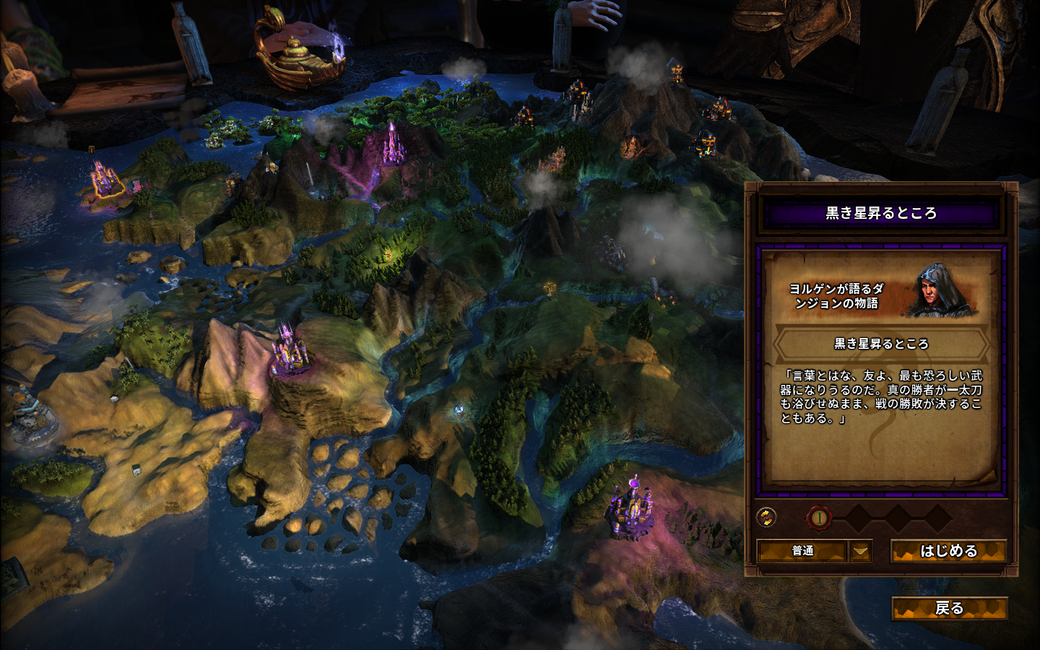 黒き星昇るところ
ヨルゲンが語るダ
ンジョンの物語
黒き星昇るところ
「言葉とはな、友よ、最も恐ろしい武
器になりうるのだ。真の勝者が一太刀
も浴びせぬまま、戦の勝敗が決するこ
ともある。」
普通
はじめる
戻る